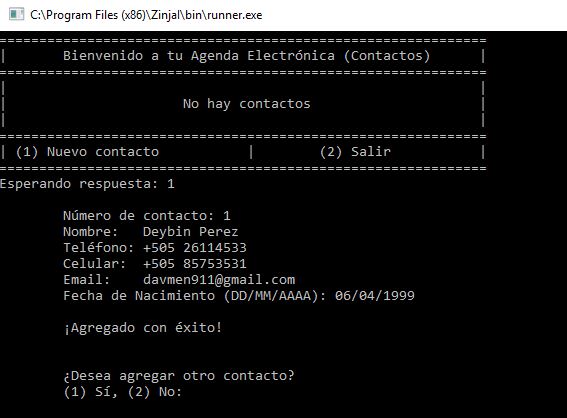 C:\Program Files (x86)\Zinjal\bin\runner.exe
=============================================================
|       Bienvenido a tu Agenda Electrónica (Contactos)      |
=============================================================
|                                                           |
|                      No hay contactos                     |
|                                                           |
=============================================================
| (1) Nuevo contacto           |        (2) Salir           |
=============================================================
Esperando respuesta: 1
Número de contacto: 1
Nombre:   Deybin Perez
Teléfono: +505 26114533
Celular:  +505 85753531
Email:    davmen911@gmail.com
Fecha de Nacimiento (DD/MM/AAAA): 06/04/1999
¡Agregado con éxito!
¿Desea agregar otro contacto?
(1) Sí, (2) No: